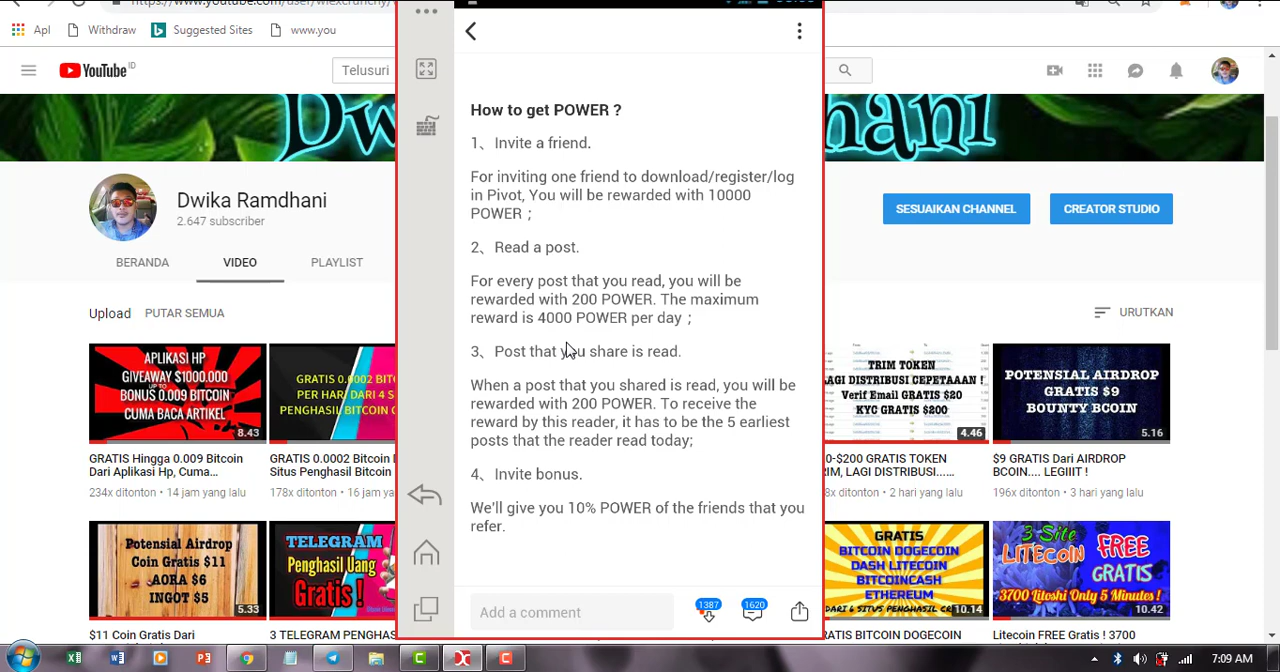 https://www.youtube.com/user/wiexcrunchy/
Apl
Withdraw
Suggested Sites
www.you
YouTube ID
Telusuri
Dwika Ramdhani
2.647 subscriber
SESUAIKAN CHANNEL
CREATOR STUDIO
BERANDA
VIDEO
PLAYLIST
Upload
PUTAR SEMUA
URUTKAN
APLIKASI HP
GIVEAWAY $1000.000
UP TO
BONUS 0.009 BITCOIN
CUMA BACA ARTIKEL
8.43
GRATIS Hingga 0.009 Bitcoin
Dari Aplikasi Hp, Cuma...
234x ditonton • 14 jam yang lalu
GRATIS 0.0002 BIT
PER HARI DARI 4 S
PENGHASIL BITCOIN
GRATIS 0.0002 Bitco
Situs Penghasil Bitco
178x ditonton • 16 jam
How to get POWER ?
1、Invite a friend.
For inviting one friend to download/register/log
in Pivot, You will be rewarded with 10000
POWER ;
2、Read a post.
For every post that you read, you will be
rewarded with 200 POWER. The maximum
reward is 4000 POWER per day ;
3、Post that you share is read.
When a post that you shared is read, you will be
rewarded with 200 POWER. To receive the
reward by this reader, it has to be the 5 earliest
posts that the reader read today;
4、Invite bonus.
We'll give you 10% POWER of the friends that you
refer.
Add a comment
1387
1620
TRIM TOKEN
LAGI DISTRIBUSI CEPETAAAN !
Verif Email GRATIS $20
KYC GRATIS $200
4.46
0-$200 GRATIS TOKEN
RIM, LAGI DISTRIBUSI.....
8x ditonton • 2 hari yang lalu
POTENSIAL AIRDROP
GRATIS $9
BOUNTY BCOIN
5.16
$9 GRATIS Dari AIRDROP
BCOIN.... LEGIIIT !
196x ditonton • 3 hari yang lalu
Potensial Airdrop
Coin Gratis $11
AORA $6
INGOT $5
5.33
$11 Coin Gratis Dari
TELEGRAM
Penghasil Uang
Gratis !
3 TELEGRAM PENGHASIL
GRATIS
BITCOIN DOGECOIN
DASH LITECOIN
BITCOINCASH
ETHEREUM
DARI 6 SITUS PENGHASIL CR
10.14
RATIS BITCOIN DOGECOIN
3 Site
LITECOIN FREE
GRATIS
3700 Litoshi Only 5 Minutes !
10.42
Litecoin FREE Gratis ! 3700
7:09 AM